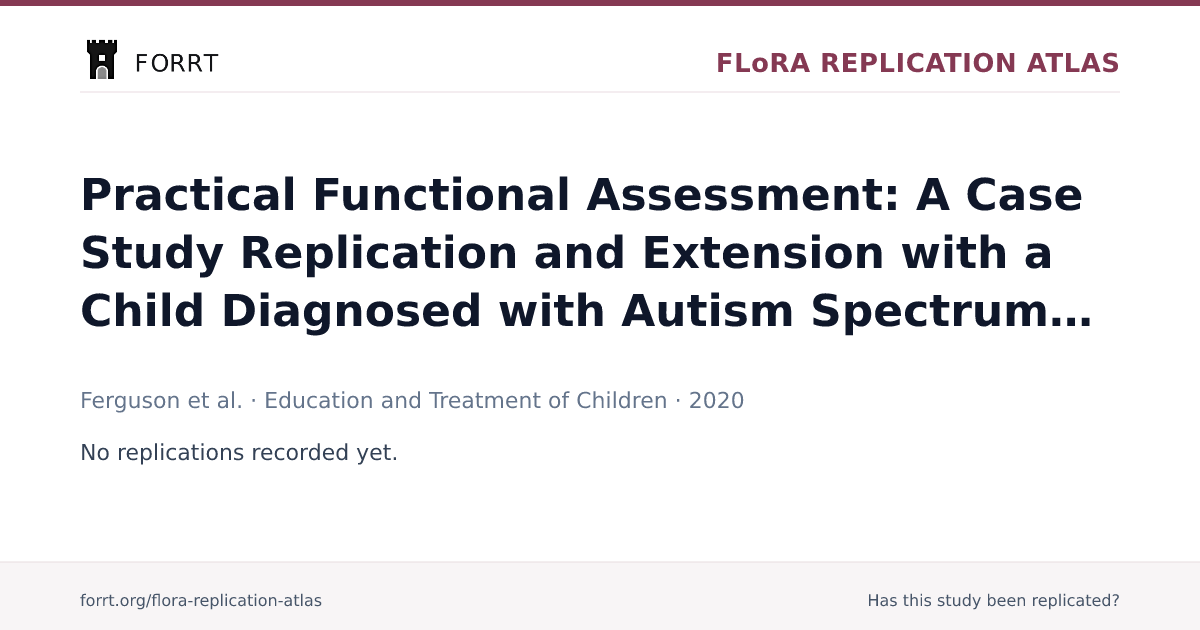 FORRT
FLoRA REPLICATION ATLAS
Practical Functional Assessment: A Case
Study Replication and Extension with a
Child Diagnosed with Autism Spectrum…
Ferguson et al. · Education and Treatment of Children · 2020
No replications recorded yet.
forrt.org/flora-replication-atlas
Has this study been replicated?